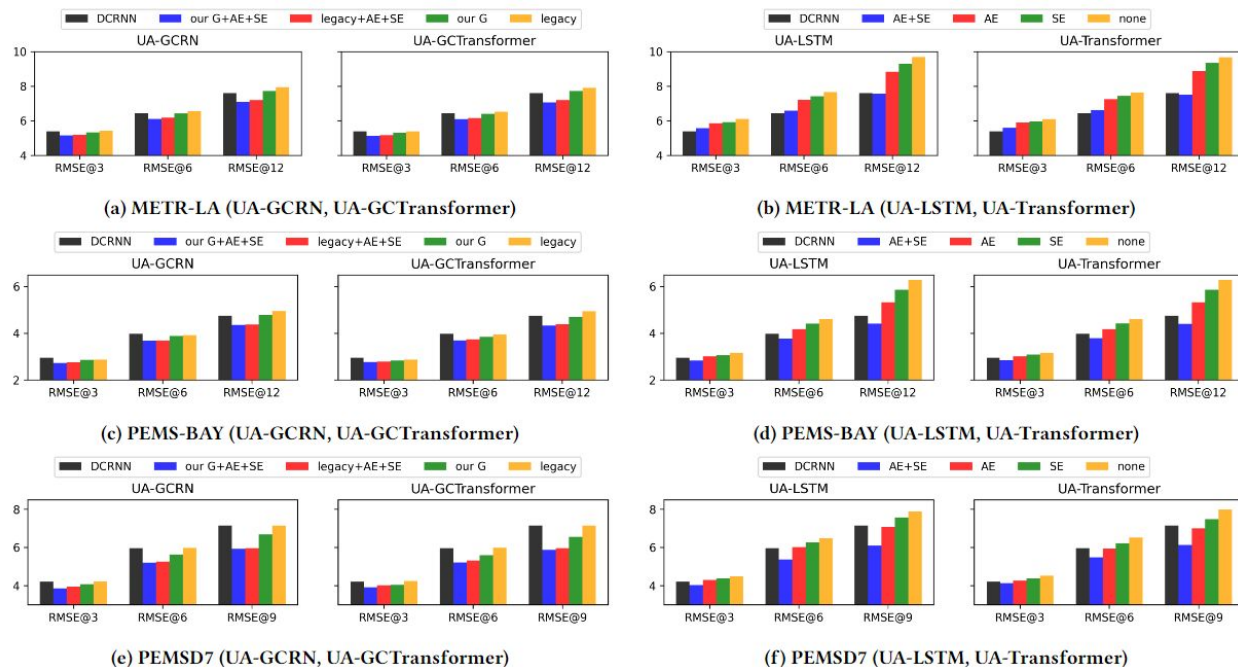 DCRNN our G+AE+SE legacy+AE+SE our G legacy
UA-GCRN UA-GCTransformer
10
8
6
4
RMSE@3 RMSE@6 RMSE@12 RMSE@3 RMSE@6 RMSE@12
(a) METR-LA (UA-GCRN, UA-GCTransformer)
DCRNN AE+SE AE SE none
UA-LSTM UA-Transformer
10
8
6
4
RMSE@3 RMSE@6 RMSE@12 RMSE@3 RMSE@6 RMSE@12
(b) METR-LA (UA-LSTM, UA-Transformer)
DCRNN our G+AE+SE legacy+AE+SE our G legacy
UA-GCRN UA-GCTransformer
6
4
2
RMSE@3 RMSE@6 RMSE@12 RMSE@3 RMSE@6 RMSE@12
(c) PEMS-BAY (UA-GCRN, UA-GCTransformer)
DCRNN AE+SE AE SE none
UA-LSTM UA-Transformer
6
4
2
RMSE@3 RMSE@6 RMSE@12 RMSE@3 RMSE@6 RMSE@12
(d) PEMS-BAY (UA-LSTM, UA-Transformer)
DCRNN our G+AE+SE legacy+AE+SE our G legacy
UA-GCRN UA-GCTransformer
8
6
4
RMSE@3 RMSE@6 RMSE@9 RMSE@3 RMSE@6 RMSE@9
(e) PEMSD7 (UA-GCRN, UA-GCTransformer)
DCRNN AE+SE AE SE none
UA-LSTM UA-Transformer
8
6
4
RMSE@3 RMSE@6 RMSE@9 RMSE@3 RMSE@6 RMSE@9
(f) PEMSD7 (UA-LSTM, UA-Transformer)